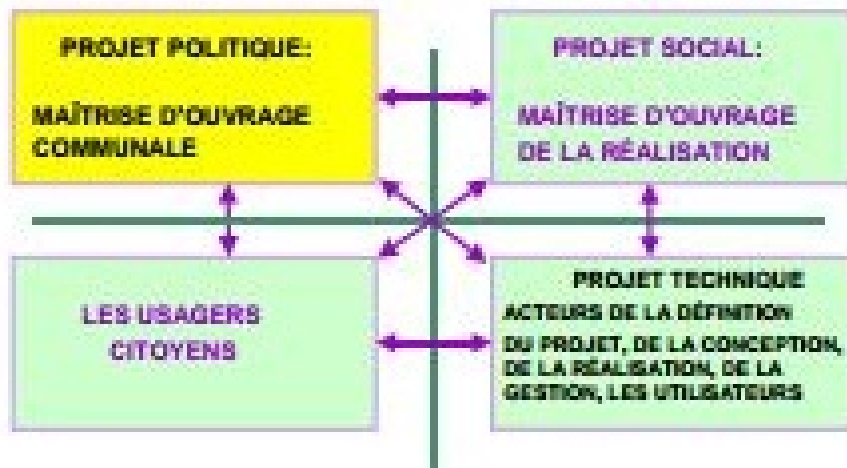 PROJET POLITIQUE:
MAÎTRISE D'OUVRAGE
COMMUNALE
PROJET SOCIAL:
MAÎTRISE D'OUVRAGE
DE LA RÉALISATION
LES USAGERS
CITOYENS
PROJET TECHNIQUE
ACTEURS DE LA DÉFINITION
DU PROJET, DE LA CONCEPTION,
DE LA RÉALISATION, DE LA
GESTION, LES UTILISATEURS